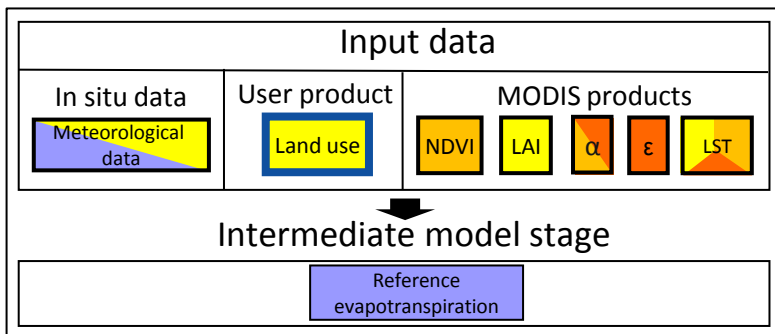 Input data
In situ data
Meteorological
data
User product
Land use
MODIS products
NDVI LAI α ε LST
Intermediate model stage
Reference
evapotranspiration